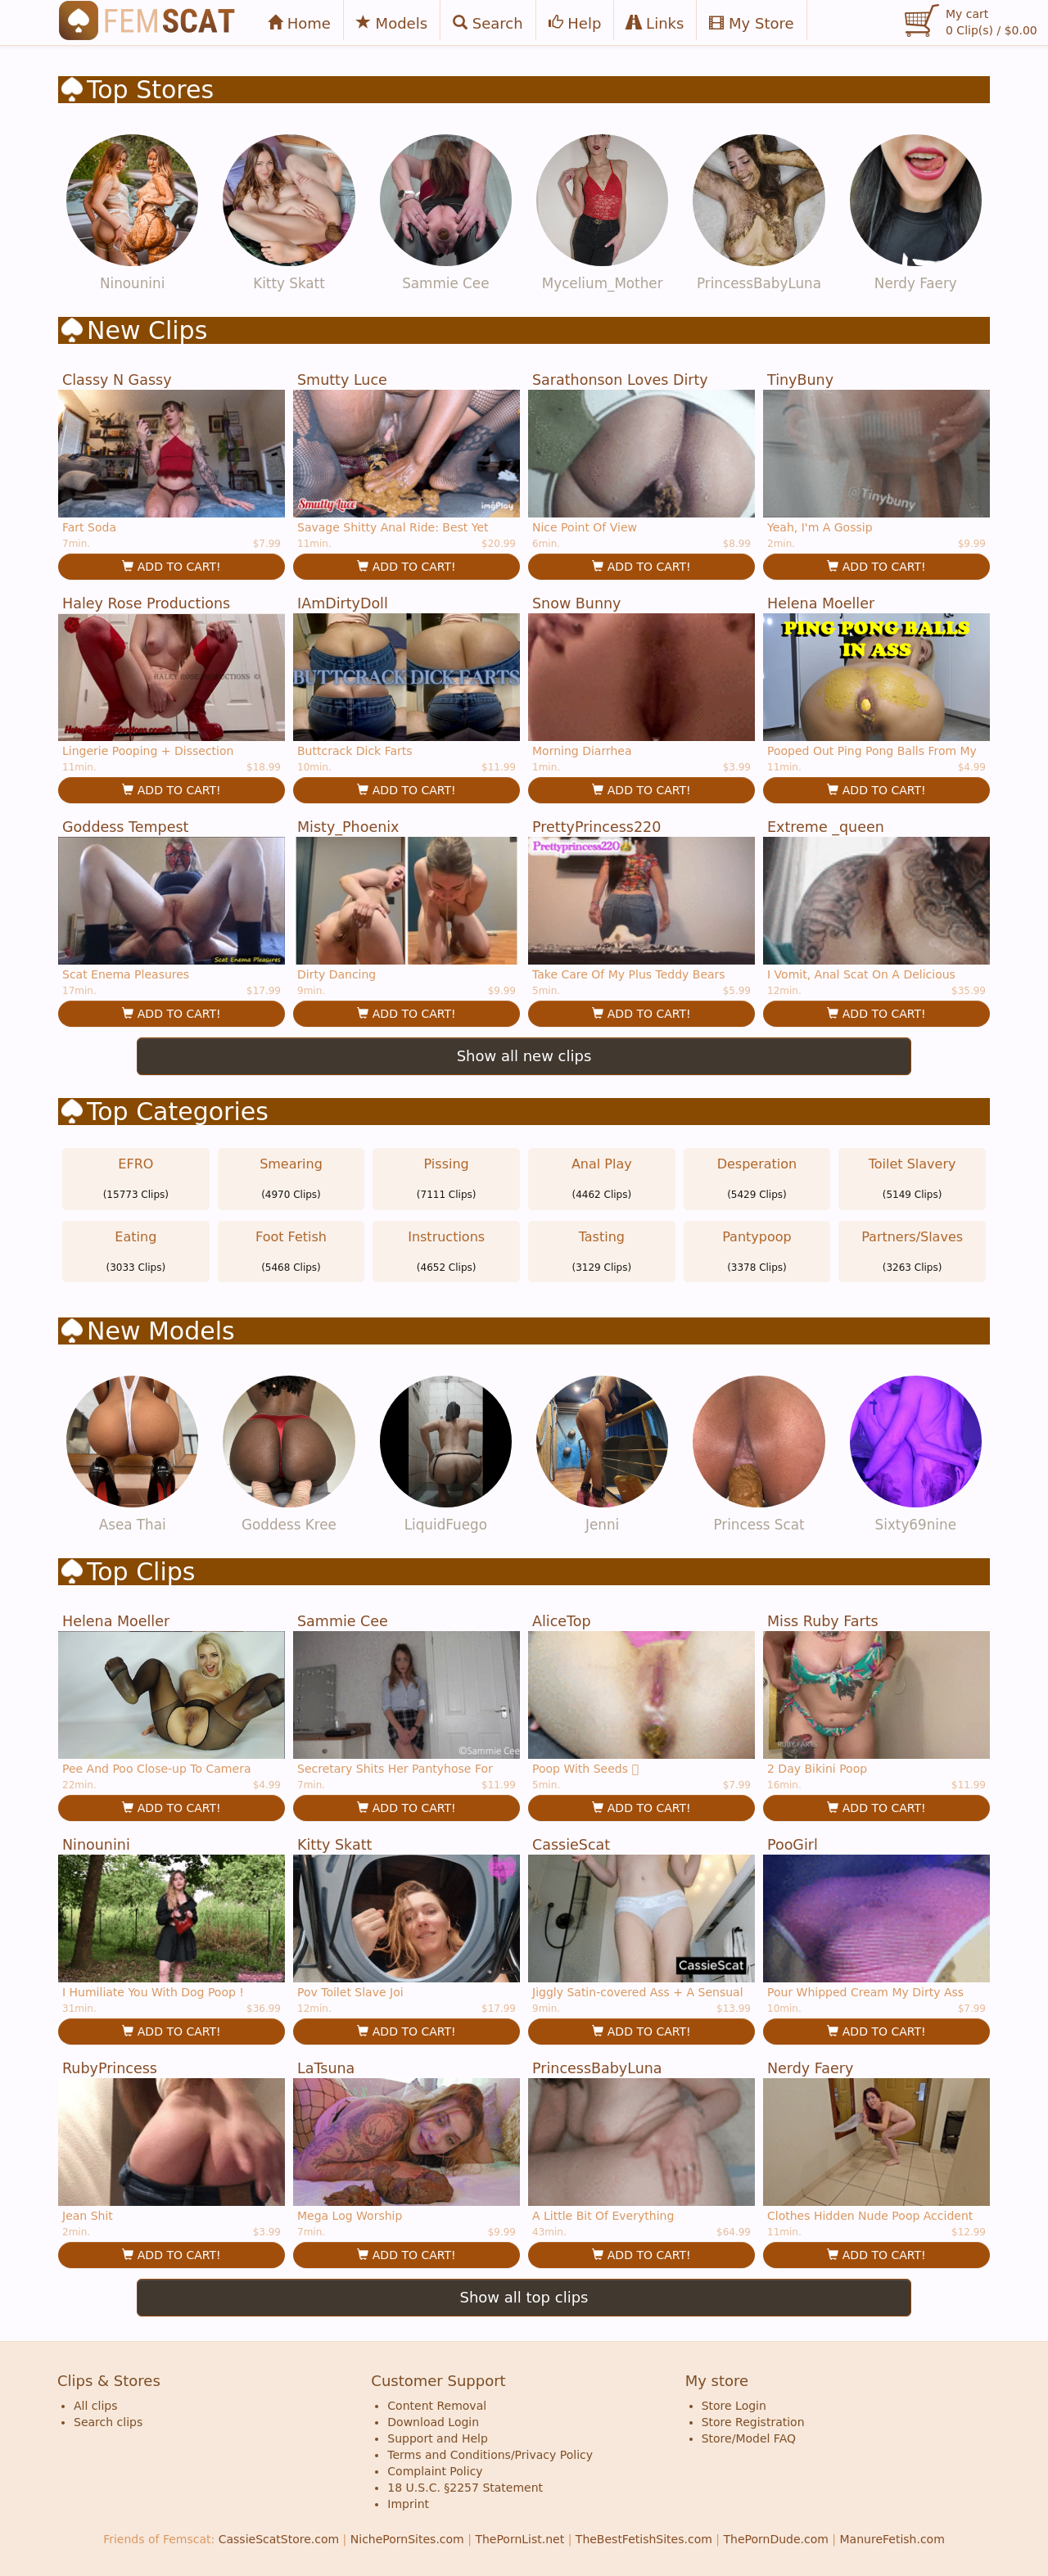 FEMSCAT
Home
Models
Search
Help
Links
My Store
My cart
0 Clip(s) / $0.00
Top Stores
Ninounini
Kitty Skatt
Sammie Cee
Mycelium_Mother
PrincessBabyLuna
Nerdy Faery
New Clips
Classy N Gassy
Fart Soda
7min. $7.99
ADD TO CART!
Smutty Luce
Smutty Luce
ImgPlay
Savage Shitty Anal Ride: Best Yet
11min. $20.99
ADD TO CART!
Sarathonson Loves Dirty
Nice Point Of View
6min. $8.99
ADD TO CART!
TinyBuny
@Tinybuny
Yeah, I'm A Gossip
2min. $9.99
ADD TO CART!
Haley Rose Productions
HALEY ROSE PRODUCTIONS ©
Lingerie Pooping + Dissection
11min. $18.99
ADD TO CART!
IAmDirtyDoll
BUTTCRACK DICK FARTS
Buttcrack Dick Farts
10min. $11.99
ADD TO CART!
Snow Bunny
Morning Diarrhea
1min. $3.99
ADD TO CART!
Helena Moeller
PING PONG BALLS
IN ASS
Pooped Out Ping Pong Balls From My
11min. $4.99
ADD TO CART!
Goddess Tempest
Scat Enema Pleasures
Scat Enema Pleasures
17min. $17.99
ADD TO CART!
Misty_Phoenix
Dirty Dancing
9min. $9.99
ADD TO CART!
PrettyPrincess220
Prettyprincess220
Take Care Of My Plus Teddy Bears
5min. $5.99
ADD TO CART!
Extreme _queen
I Vomit, Anal Scat On A Delicious
12min. $35.99
ADD TO CART!
Show all new clips
Top Categories
EFRO
(15773 Clips)
Smearing
(4970 Clips)
Pissing
(7111 Clips)
Anal Play
(4462 Clips)
Desperation
(5429 Clips)
Toilet Slavery
(5149 Clips)
Eating
(3033 Clips)
Foot Fetish
(5468 Clips)
Instructions
(4652 Clips)
Tasting
(3129 Clips)
Pantypoop
(3378 Clips)
Partners/Slaves
(3263 Clips)
New Models
Asea Thai
Goddess Kree
LiquidFuego
Jenni
Princess Scat
Sixty69nine
Top Clips
Helena Moeller
Pee And Poo Close-up To Camera
22min. $4.99
ADD TO CART!
Sammie Cee
©Sammie Cee
Secretary Shits Her Pantyhose For
7min. $11.99
ADD TO CART!
AliceTop
Poop With Seeds
5min. $7.99
ADD TO CART!
Miss Ruby Farts
RUBY FARTS
2 Day Bikini Poop
16min. $11.99
ADD TO CART!
Ninounini
I Humiliate You With Dog Poop !
31min. $36.99
ADD TO CART!
Kitty Skatt
Pov Toilet Slave Joi
12min. $17.99
ADD TO CART!
CassieScat
CassieScat
Jiggly Satin-covered Ass + A Sensual
9min. $13.99
ADD TO CART!
PooGirl
Pour Whipped Cream My Dirty Ass
10min. $7.99
ADD TO CART!
RubyPrincess
Jean Shit
2min. $3.99
ADD TO CART!
LaTsuna
Mega Log Worship
7min. $9.99
ADD TO CART!
PrincessBabyLuna
A Little Bit Of Everything
43min. $64.99
ADD TO CART!
Nerdy Faery
Clothes Hidden Nude Poop Accident
11min. $12.99
ADD TO CART!
Show all top clips
Clips & Stores
All clips
Search clips
Customer Support
Content Removal
Download Login
Support and Help
Terms and Conditions/Privacy Policy
Complaint Policy
18 U.S.C. §2257 Statement
Imprint
My store
Store Login
Store Registration
Store/Model FAQ
Friends of Femscat: CassieScatStore.com | NichePornSites.com | ThePornList.net | TheBestFetishSites.com | ThePornDude.com | ManureFetish.com